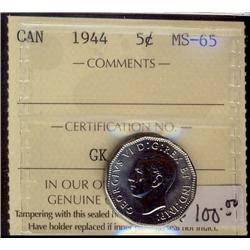 CAN 1944 5¢ MS-65
COMMENTS
CERTIFICATION NO.
GK
IN OUR O
GENUINE
Tampering with this sealed h
Have holder replaced if inner
GEORGIVS VI D:G:REX ET IND:IMP:
100.00